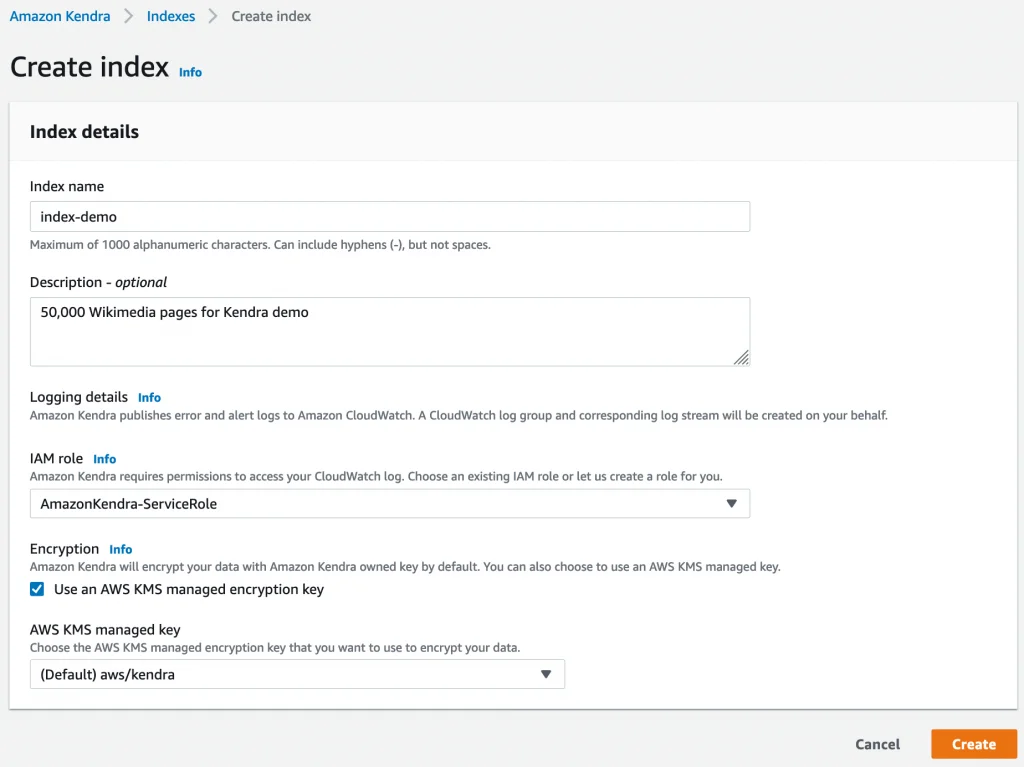 Amazon Kendra > Indexes > Create index
Create index Info
Index details
Index name
index-demo
Maximum of 1000 alphanumeric characters. Can include hyphens (-), but not spaces.
Description - optional
50,000 Wikimedia pages for Kendra demo
Logging details Info
Amazon Kendra publishes error and alert logs to Amazon CloudWatch. A CloudWatch log group and corresponding log stream will be created on your behalf.
IAM role Info
Amazon Kendra requires permissions to access your CloudWatch log. Choose an existing IAM role or let us create a role for you.
AmazonKendra-ServiceRole
Encryption Info
Amazon Kendra will encrypt your data with Amazon Kendra owned key by default. You can also choose to use an AWS KMS managed key.
Use an AWS KMS managed encryption key
AWS KMS managed key
Choose the AWS KMS managed encryption key that you want to use to encrypt your data.
(Default) aws/kendra
Cancel Create